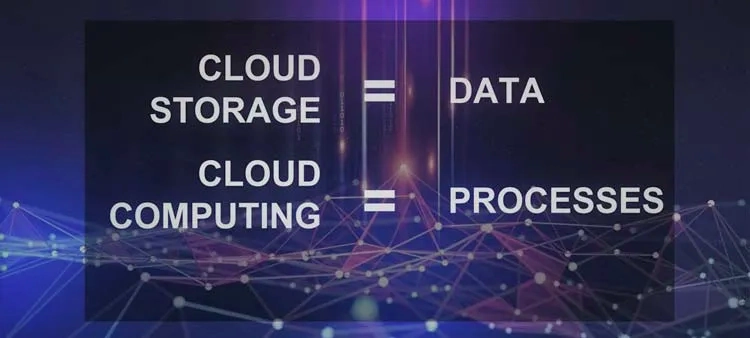 CLOUD
STORAGE = DATA
CLOUD
COMPUTING = PROCESSES